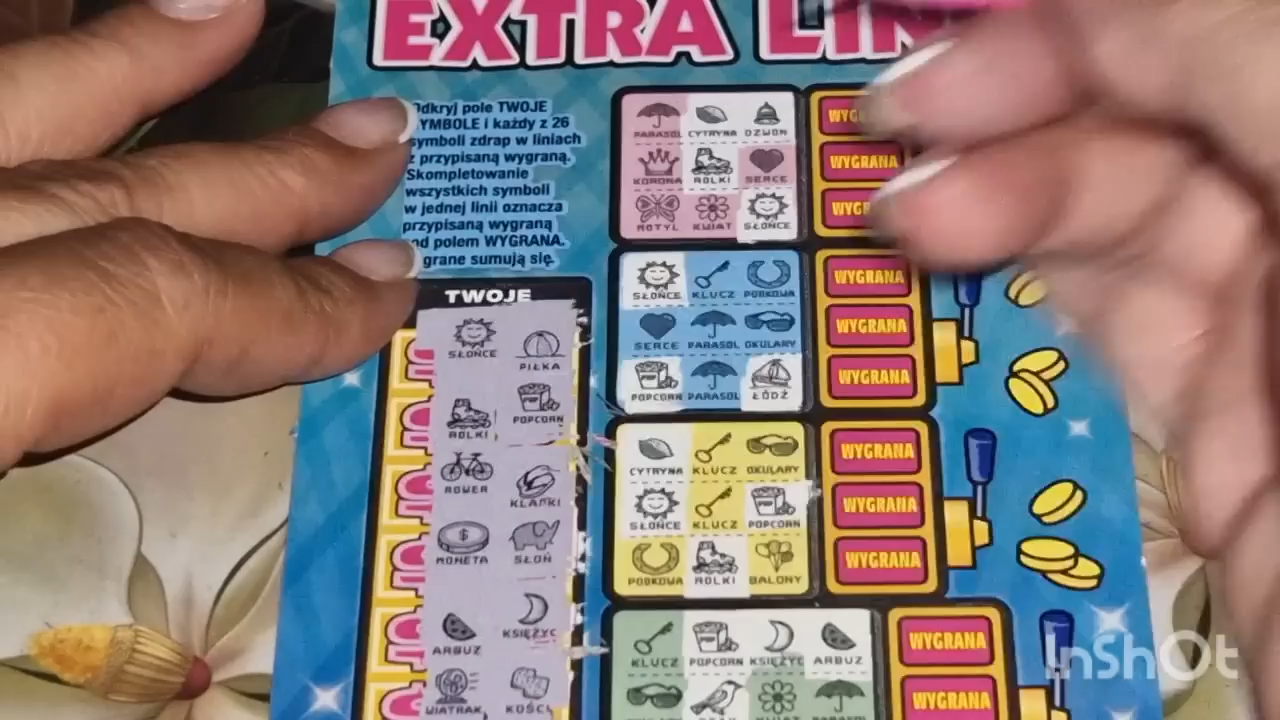 EXTRA LIN
Odkryj pole TWOJE
SYMBOLE i każdy z 26
symboli zdrap w liniach
z przypisaną wygraną.
Skompletowanie
wszystkich symboli
w jednej linii oznacza
przypisaną wygraną
pod polem WYGRANA.
grane sumują się.
TWOJE
SŁOŃCE
PIŁKA
ROLKI
POPCORN
ROWER
KLAPKI
MONETA
SŁOŃ
ARBUZ
KSIĘŻYC
WIATRAK
KOŚCI
PARASOL CYTRYNA DZWON
KORONA ROLKI SERCE
MOTYL KWIAT SŁOŃCE
WYG
WYGRANA
WYG
SŁOŃCE KLUCZ PODKOWA
SERCE PARASOL OKULARY
POPCORN PARASOL ŁÓDŹ
WYGRANA
WYGRANA
WYGRANA
CYTRYNA KLUCZ OKULARY
SŁOŃCE KLUCZ POPCORN
PODKOWA ROLKI BALONY
WYGRANA
WYGRANA
WYGRANA
KLUCZ POPCORN KSIĘŻYC ARBUZ
WYGRANA
WYGRANA
InShOt